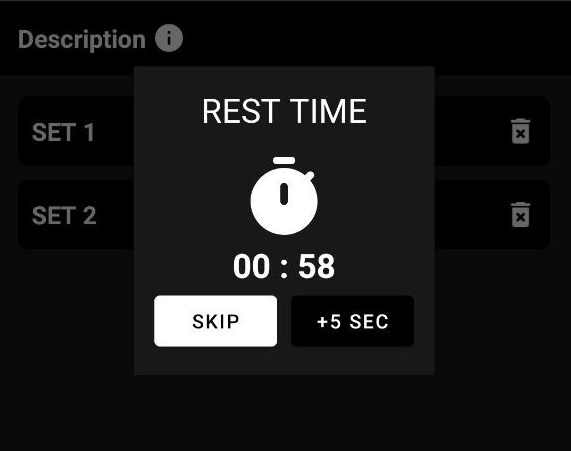 Description
REST TIME
SET 1
SET 2
00 : 58
SKIP
+5 SEC